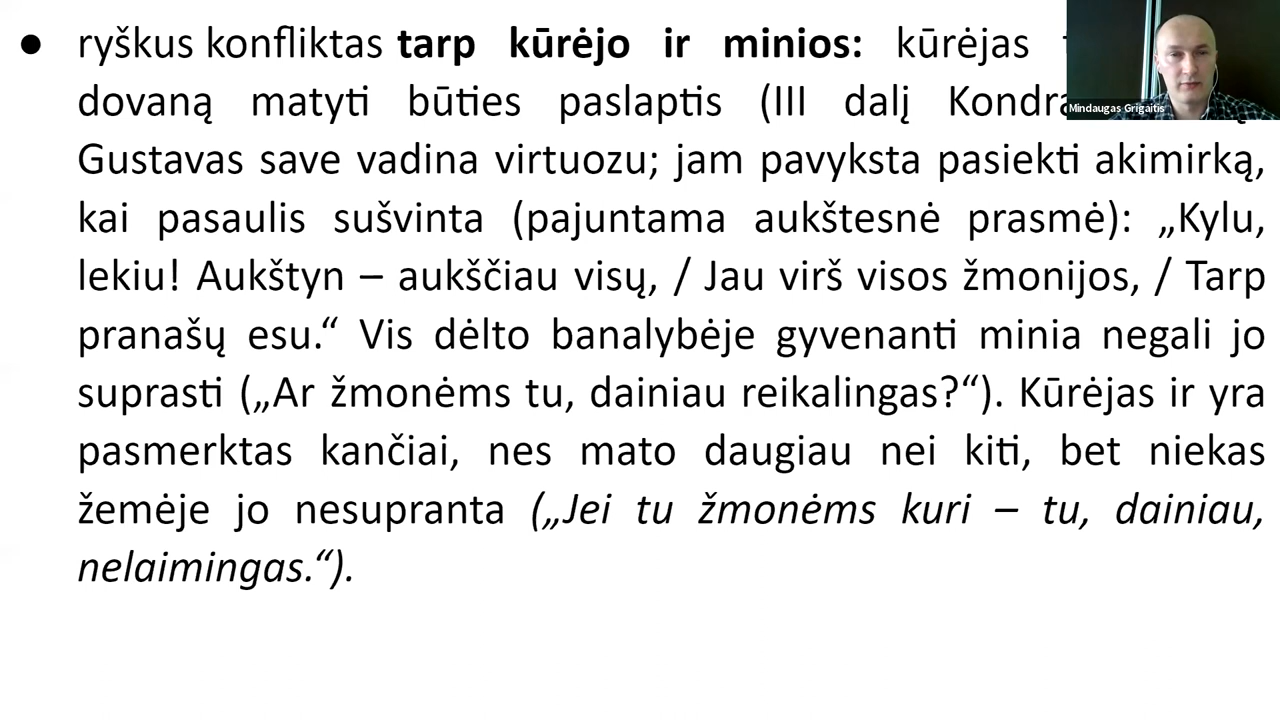 ● ryškus konfliktas tarp kūrėjo ir minios: kūrėjas
dovaną matyti būties paslaptis (III dalį
Gustavas save vadina virtuozu; jam pavyksta pasiekti akimirką,
kai pasaulis sušvinta (pajuntama aukštesnė prasmė): „Kylu,
lekiu! Aukštyn – aukščiau visų, / Jau virš visos žmonijos, / Tarp
pranašų esu.“ Vis dėlto banalybėje gyvenanti minia negali jo
suprasti („Ar žmonėms tu, dainiau reikalingas?“). Kūrėjas ir yra
pasmerktas kančiai, nes mato daugiau nei kiti, bet niekas
žemėje jo nesupranta („Jei tu žmonėms kuri – tu, dainiau,
nelaimingas.“).
Mindaugas Grigaitis